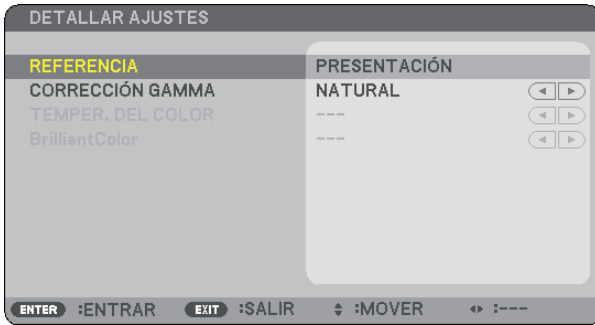 DETALLAR AJUSTES
REFERENCIA PRESENTACIÓN
CORRECCIÓN GAMMA NATURAL
TEMPER. DEL COLOR ---
BrilliantColor ---
ENTER :ENTRAR EXIT :SALIR :MOVER :---